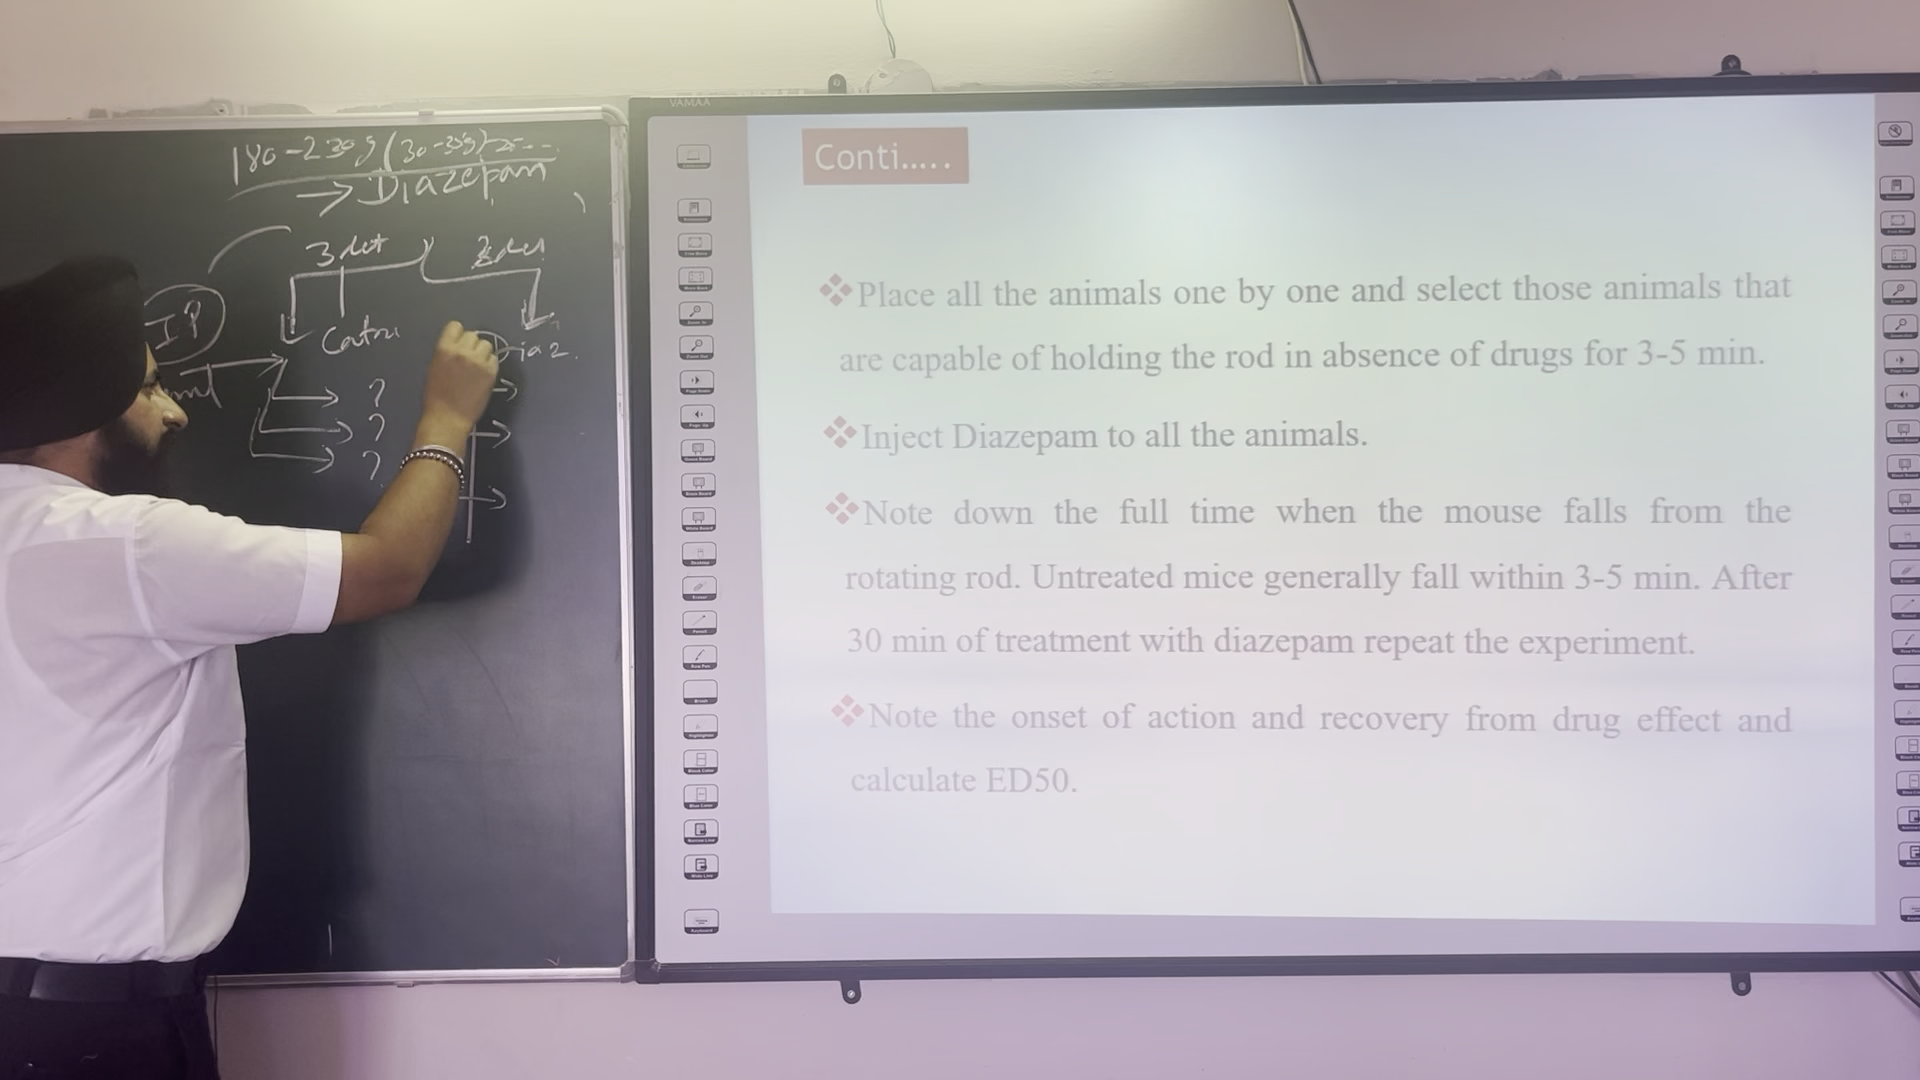 180-230g (30-35g)
→ Diazepam
IP
Diaz.
→ ?
→ ?
→ ?
VAMAA
Conti.....
❖Place all the animals one by one and select those animals that
are capable of holding the rod in absence of drugs for 3-5 min.
❖Inject Diazepam to all the animals.
❖Note down the full time when the mouse falls from the
rotating rod. Untreated mice generally fall within 3-5 min. After
30 min of treatment with diazepam repeat the experiment.
❖Note the onset of action and recovery from drug effect and
calculate ED50.